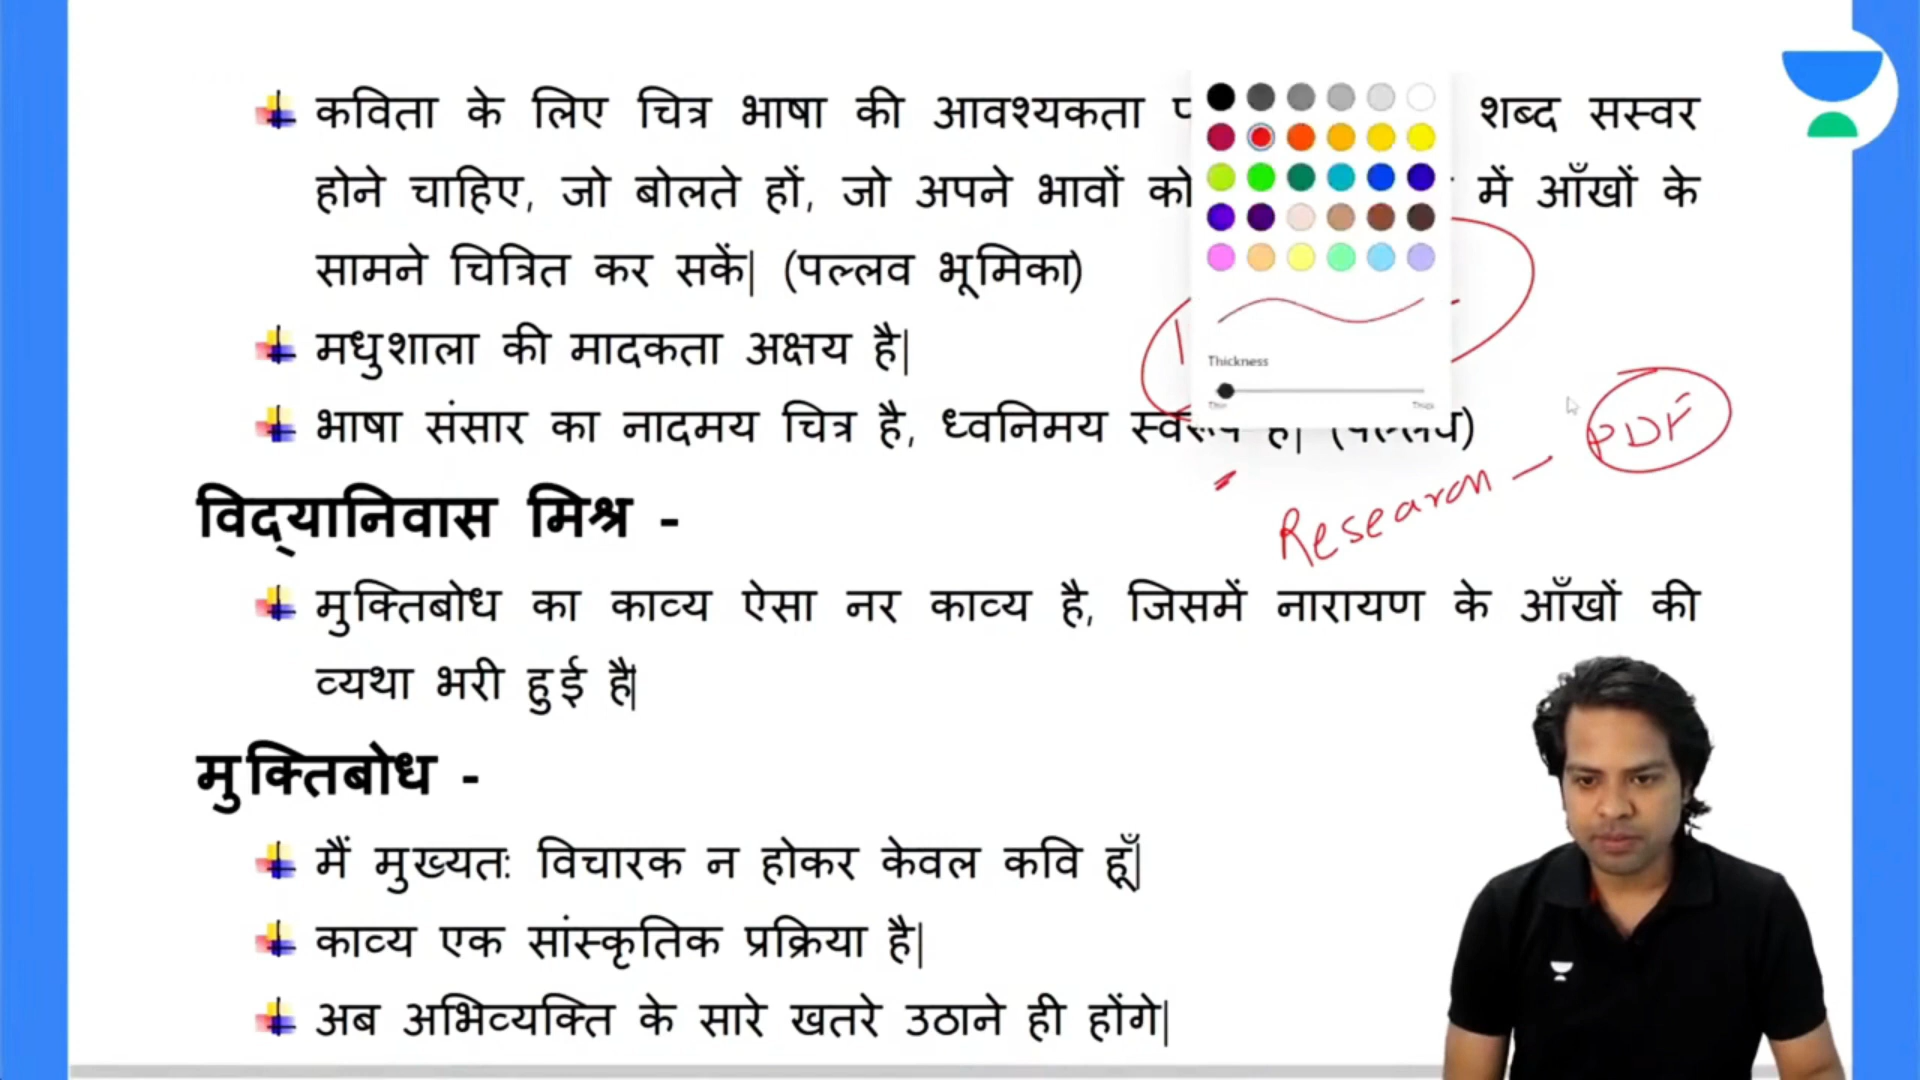 कविता के लिए चित्र भाषा की आवश्यकता शब्द सस्वर
होने चाहिए, जो बोलते हों, जो अपने भावों को में आँखों के
सामने चित्रित कर सकें| (पल्लव भूमिका)
Thickness
मधुशाला की मादकता अक्षय है|
भाषा संसार का नादमय चित्र है, ध्वनिमय है| (पल्लव)
PDF
विद्यानिवास मिश्र -
मुक्तिबोध का काव्य ऐसा नर काव्य है, जिसमें नारायण के आँखों की
व्यथा भरी हुई है|
मुक्तिबोध -
मैं मुख्यत: विचारक न होकर केवल कवि हूँ|
काव्य एक सांस्कृतिक प्रक्रिया है|
अब अभिव्यक्ति के सारे खतरे उठाने ही होंगे|